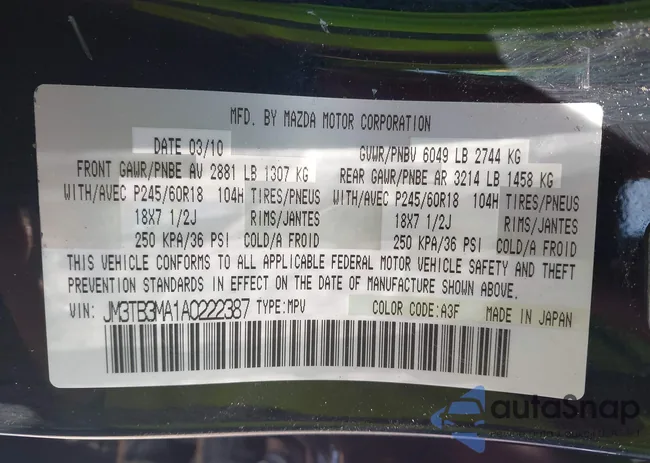 MFD. BY MAZDA MOTOR CORPORATION
DATE 03/10 GVWR/PNBV 6049 LB 2744 KG
FRONT GAWR/PNBE AV 2881 LB 1307 KG REAR GAWR/PNBE AR 3214 LB 1458 KG
WITH/AVEC P245/60R18 104H TIRES/PNEUS WITH/AVEC P245/60R18 104H TIRES/PNEUS
18X7 1/2J RIMS/JANTES 18X7 1/2J RIMS/JANTES
250 KPA/36 PSI COLD/A FROID 250 KPA/36 PSI COLD/A FROID
THIS VEHICLE CONFORMS TO ALL APPLICABLE FEDERAL MOTOR VEHICLE SAFETY AND THEFT
PREVENTION STANDARDS IN EFFECT ON THE DATE OF MANUFACTURE SHOWN ABOVE.
VIN: JM3TB3MA1A0222387 TYPE:MPV COLOR CODE:A3F MADE IN JAPAN
autoSnap